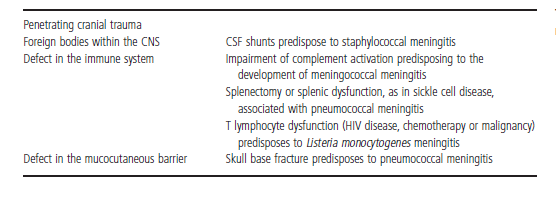 Penetrating cranial trauma
Foreign bodies within the CNS CSF shunts predispose to staphylococcal meningitis
Defect in the immune system Impairment of complement activation predisposing to the
development of meningococcal meningitis
Splenectomy or splenic dysfunction, as in sickle cell disease,
associated with pneumococcal meningitis
T lymphocyte dysfunction (HIV disease, chemotherapy or malignancy)
predisposes to Listeria monocytogenes meningitis
Defect in the mucocutaneous barrier Skull base fracture predisposes to pneumococcal meningitis